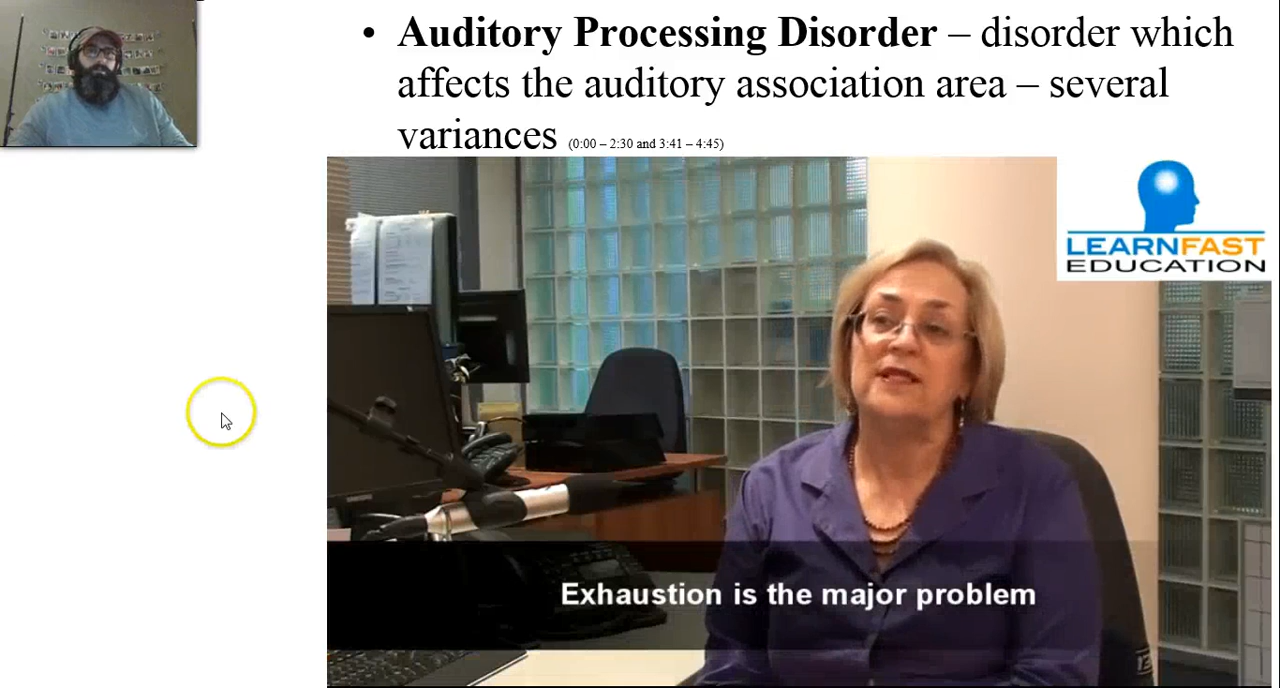 • Auditory Processing Disorder – disorder which
affects the auditory association area – several
variances (0:00 – 2:30 and 3:41 – 4:45)
LEARNFAST
EDUCATION
Exhaustion is the major problem